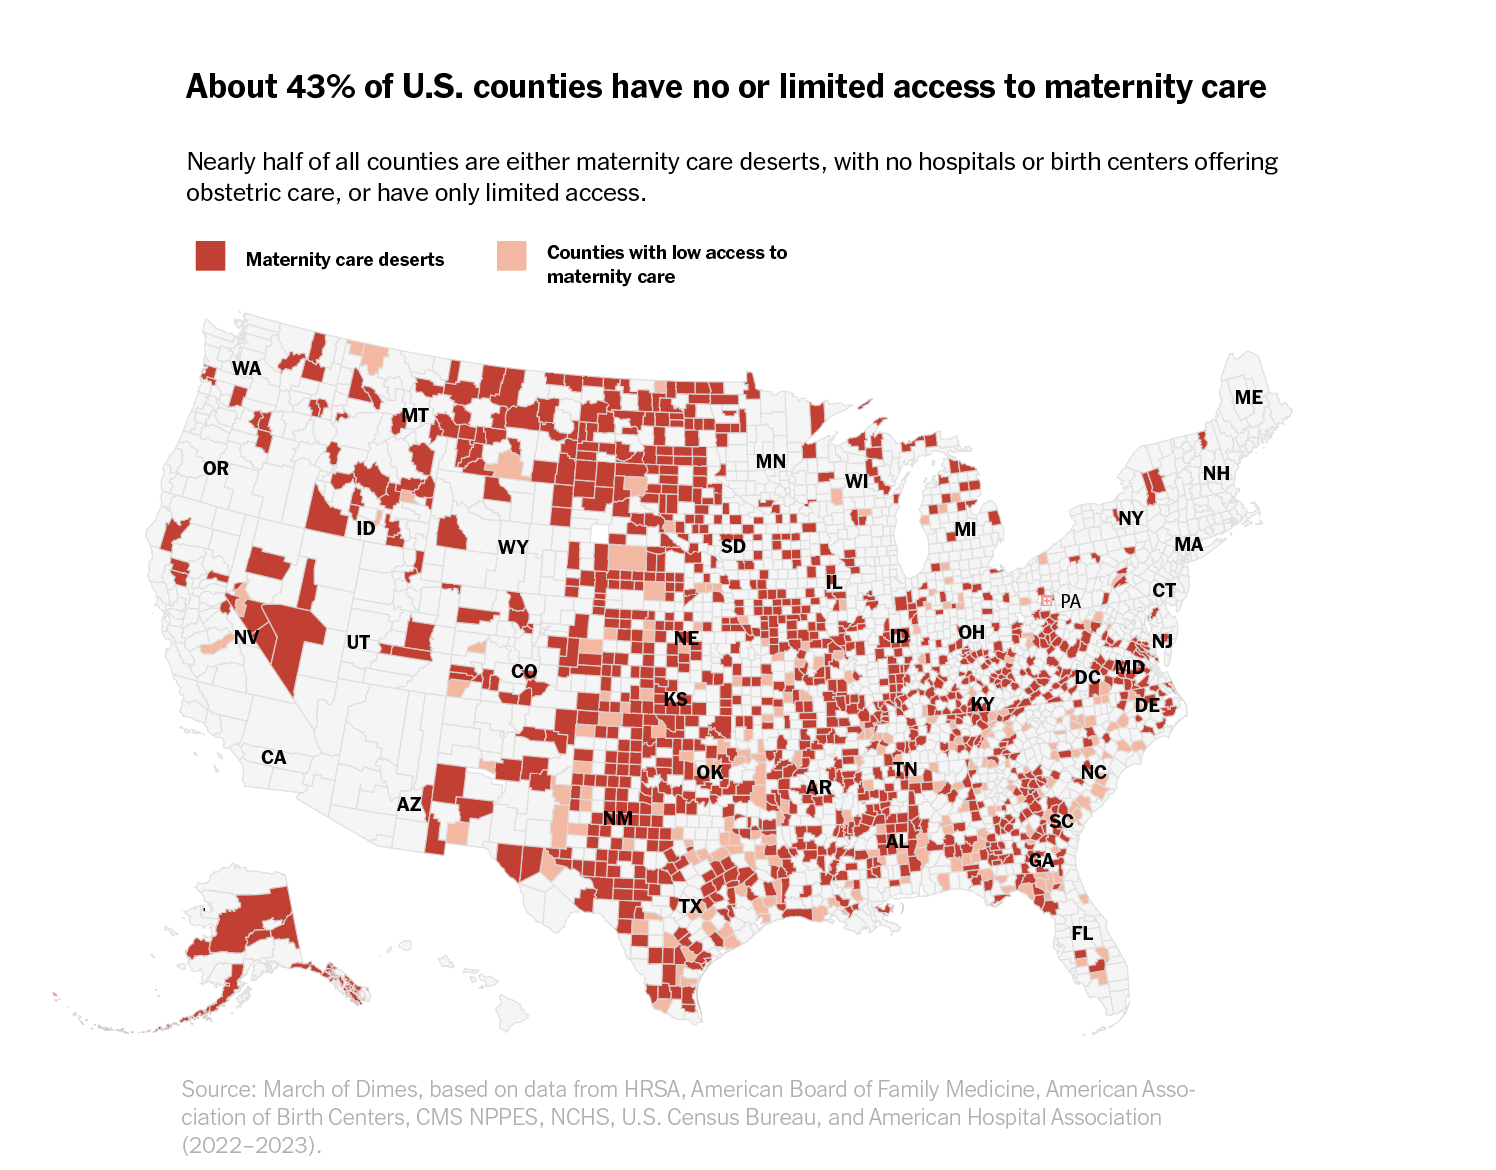 About 43% of U.S. counties have no or limited access to maternity care
Nearly half of all counties are either maternity care deserts, with no hospitals or birth centers offering
obstetric care, or have only limited access.
Maternity care deserts
Counties with low access to
maternity care
WA
ME
MT
MN
OR
WI
NH
ID
MI
NY
WY
SD
MA
IL
CT
PA
NV
UT
NE
ID
OH
NJ
CO
DC
MD
KS
KY
DE
CA
OK
TN
NC
AZ
AR
NM
SC
AL
GA
TX
FL
Source: March of Dimes, based on data from HRSA, American Board of Family Medicine, American Asso-
ciation of Birth Centers, CMS NPPES, NCHS, U.S. Census Bureau, and American Hospital Association
(2022–2023).